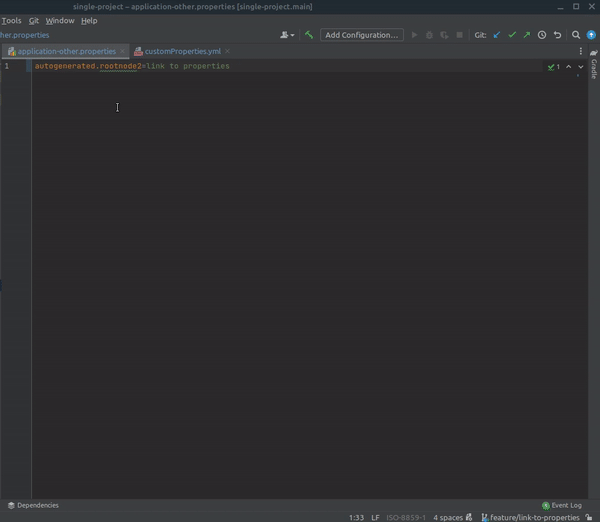 single-project – application-other.properties [single-project.main]
Tools Git Window Help
her.properties
Add Configuration...
Git:
application-other.properties
customProperties.yml
1 autogenerated.rootnode2=link to properties
1
Gradle
Dependencies
Event Log
1:33 LF ISO-8859-1 4 spaces feature/link-to-properties